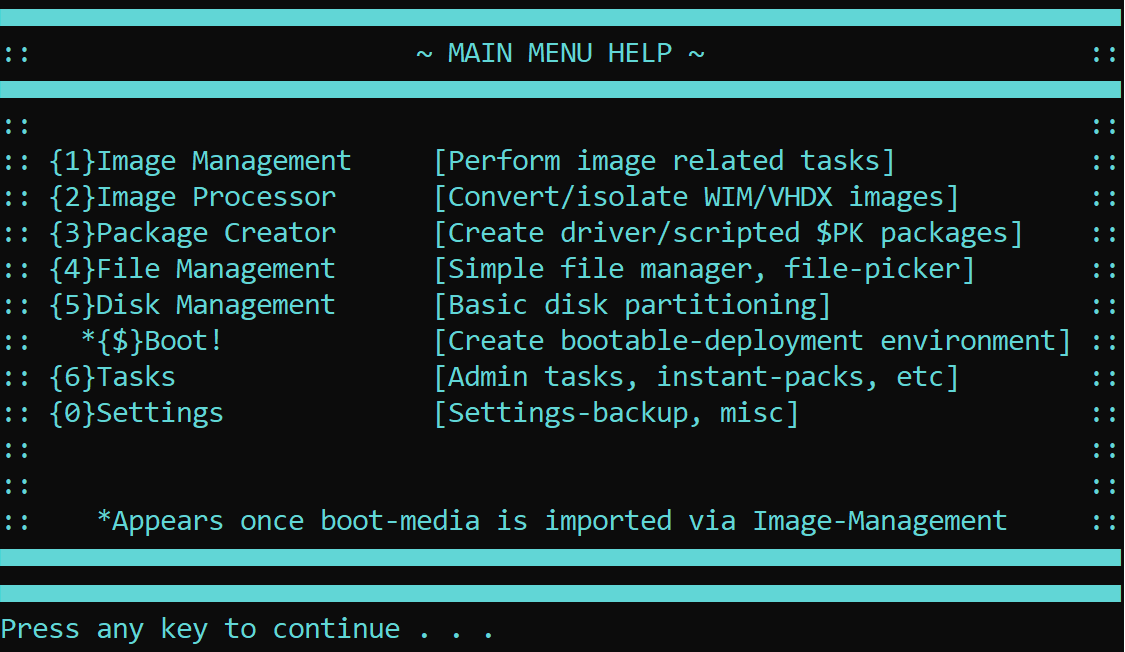 :: ~ MAIN MENU HELP ~ ::
:: ::
:: {1}Image Management [Perform image related tasks] ::
:: {2}Image Processor [Convert/isolate WIM/VHDX images] ::
:: {3}Package Creator [Create driver/scripted $PK packages] ::
:: {4}File Management [Simple file manager, file-picker] ::
:: {5}Disk Management [Basic disk partitioning] ::
:: *{$}Boot! [Create bootable-deployment environment] ::
:: {6}Tasks [Admin tasks, instant-packs, etc] ::
:: {0}Settings [Settings-backup, misc] ::
:: ::
:: ::
:: *Appears once boot-media is imported via Image-Management ::
Press any key to continue . . .